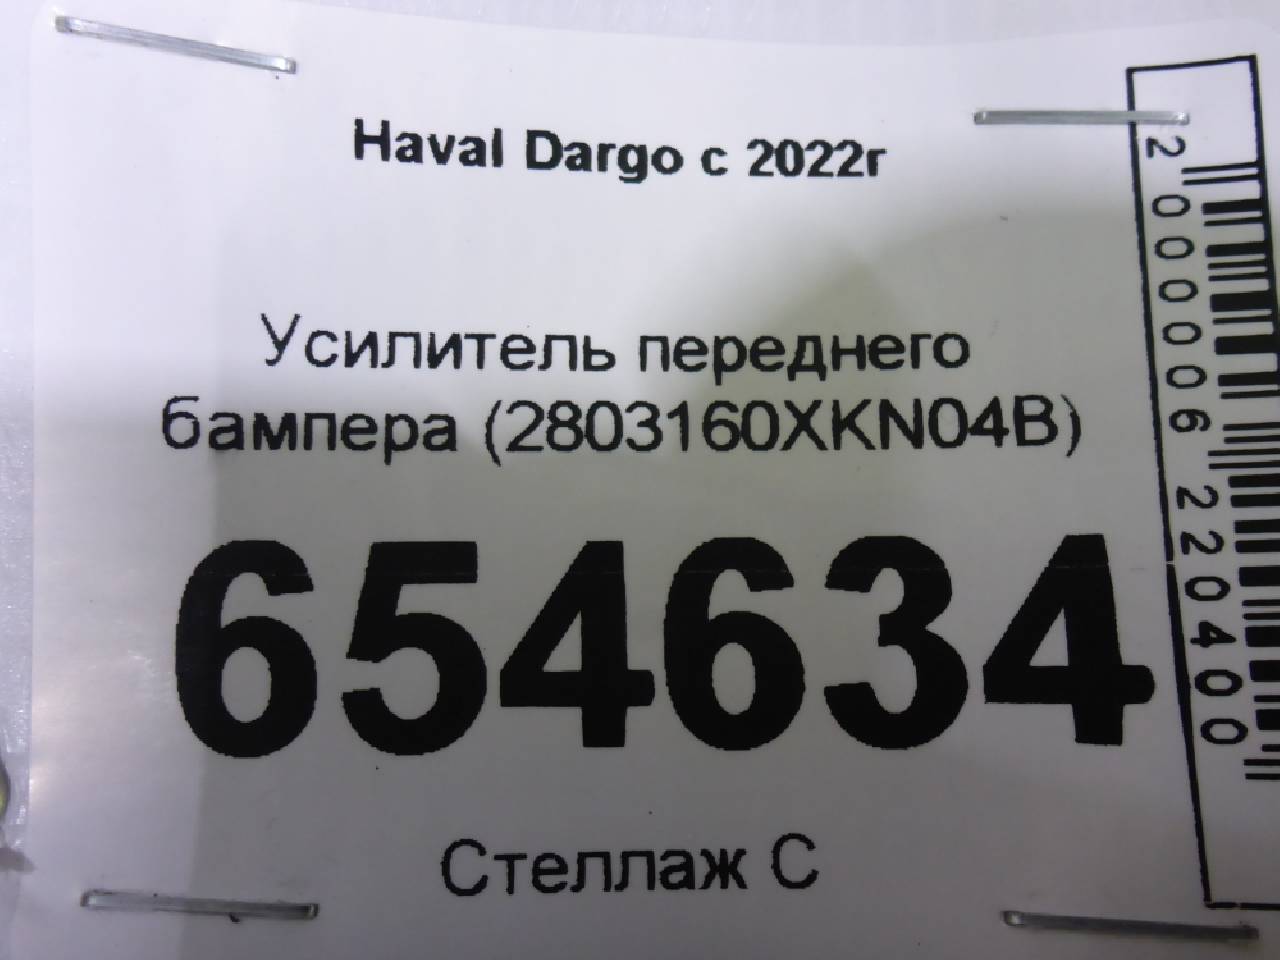 Haval Dargo с 2022г
Усилитель переднего
бампера (2803160XKN04B)
654634
Стеллаж С
2000006220400